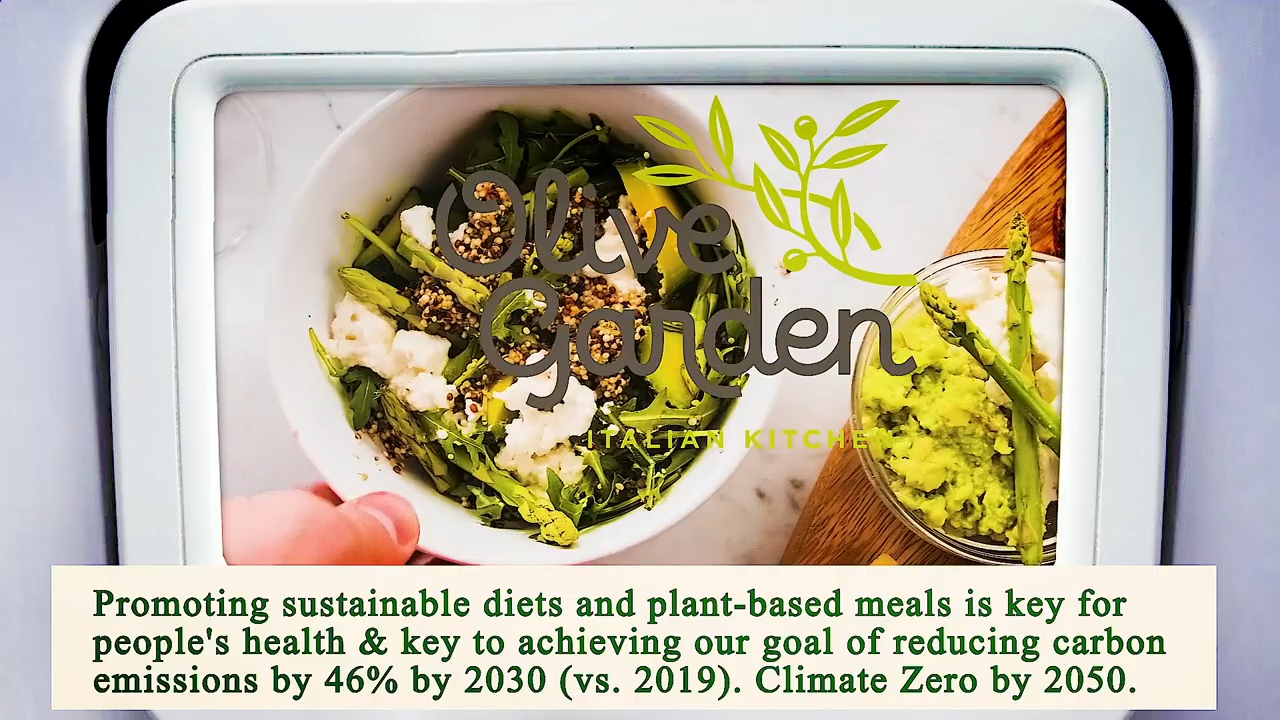 Olive
Garden
ITALIAN KITCHEN
Promoting sustainable diets and plant-based meals is key for
people's health & key to achieving our goal of reducing carbon
emissions by 46% by 2030 (vs. 2019). Climate Zero by 2050.